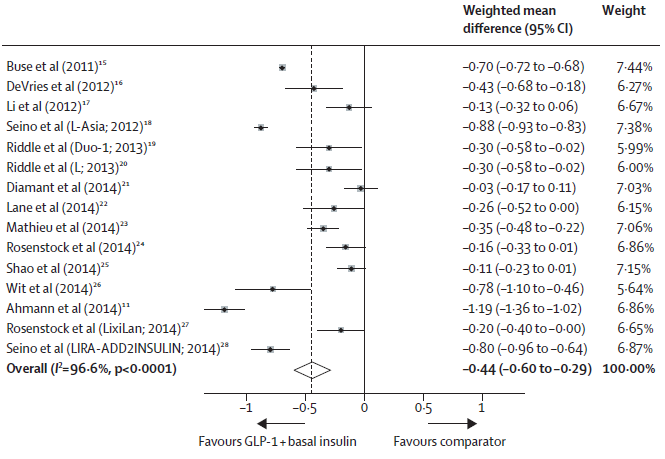 Weighted mean difference (95% CI) Weight
Buse et al (2011)¹⁵ –0·70 (–0·72 to –0·68) 7·44%
DeVries et al (2012)¹⁶ –0·43 (–0·68 to –0·18) 6·27%
Li et al (2012)¹⁷ –0·13 (–0·32 to 0·06) 6·67%
Seino et al (L-Asia; 2012)¹⁸ –0·88 (–0·93 to –0·83) 7·38%
Riddle et al (Duo-1; 2013)¹⁹ –0·30 (–0·58 to –0·02) 5·99%
Riddle et al (L; 2013)²⁰ –0·30 (–0·58 to –0·02) 6·00%
Diamant et al (2014)²¹ –0·03 (–0·17 to 0·11) 7·03%
Lane et al (2014)²² –0·26 (–0·52 to 0·00) 6·15%
Mathieu et al (2014)²³ –0·35 (–0·48 to –0·22) 7·06%
Rosenstock et al (2014)²⁴ –0·16 (–0·33 to 0·01) 6·86%
Shao et al (2014)²⁵ –0·11 (–0·23 to 0·01) 7·15%
Wit et al (2014)²⁶ –0·78 (–1·10 to –0·46) 5·64%
Ahmann et al (2014)¹¹ –1·19 (–1·36 to –1·02) 6·86%
Rosenstock et al (LixiLan; 2014)²⁷ –0·20 (–0·40 to –0·00) 6·65%
Seino et al (LIRA-ADD2INSULIN; 2014)²⁸ –0·80 (–0·96 to –0·64) 6·87%
Overall (I²=96·6%, p<0·0001) –0·44 (–0·60 to –0·29) 100·00%
–1 –0·5 0 0·5 1
Favours GLP-1 + basal insulin Favours comparator